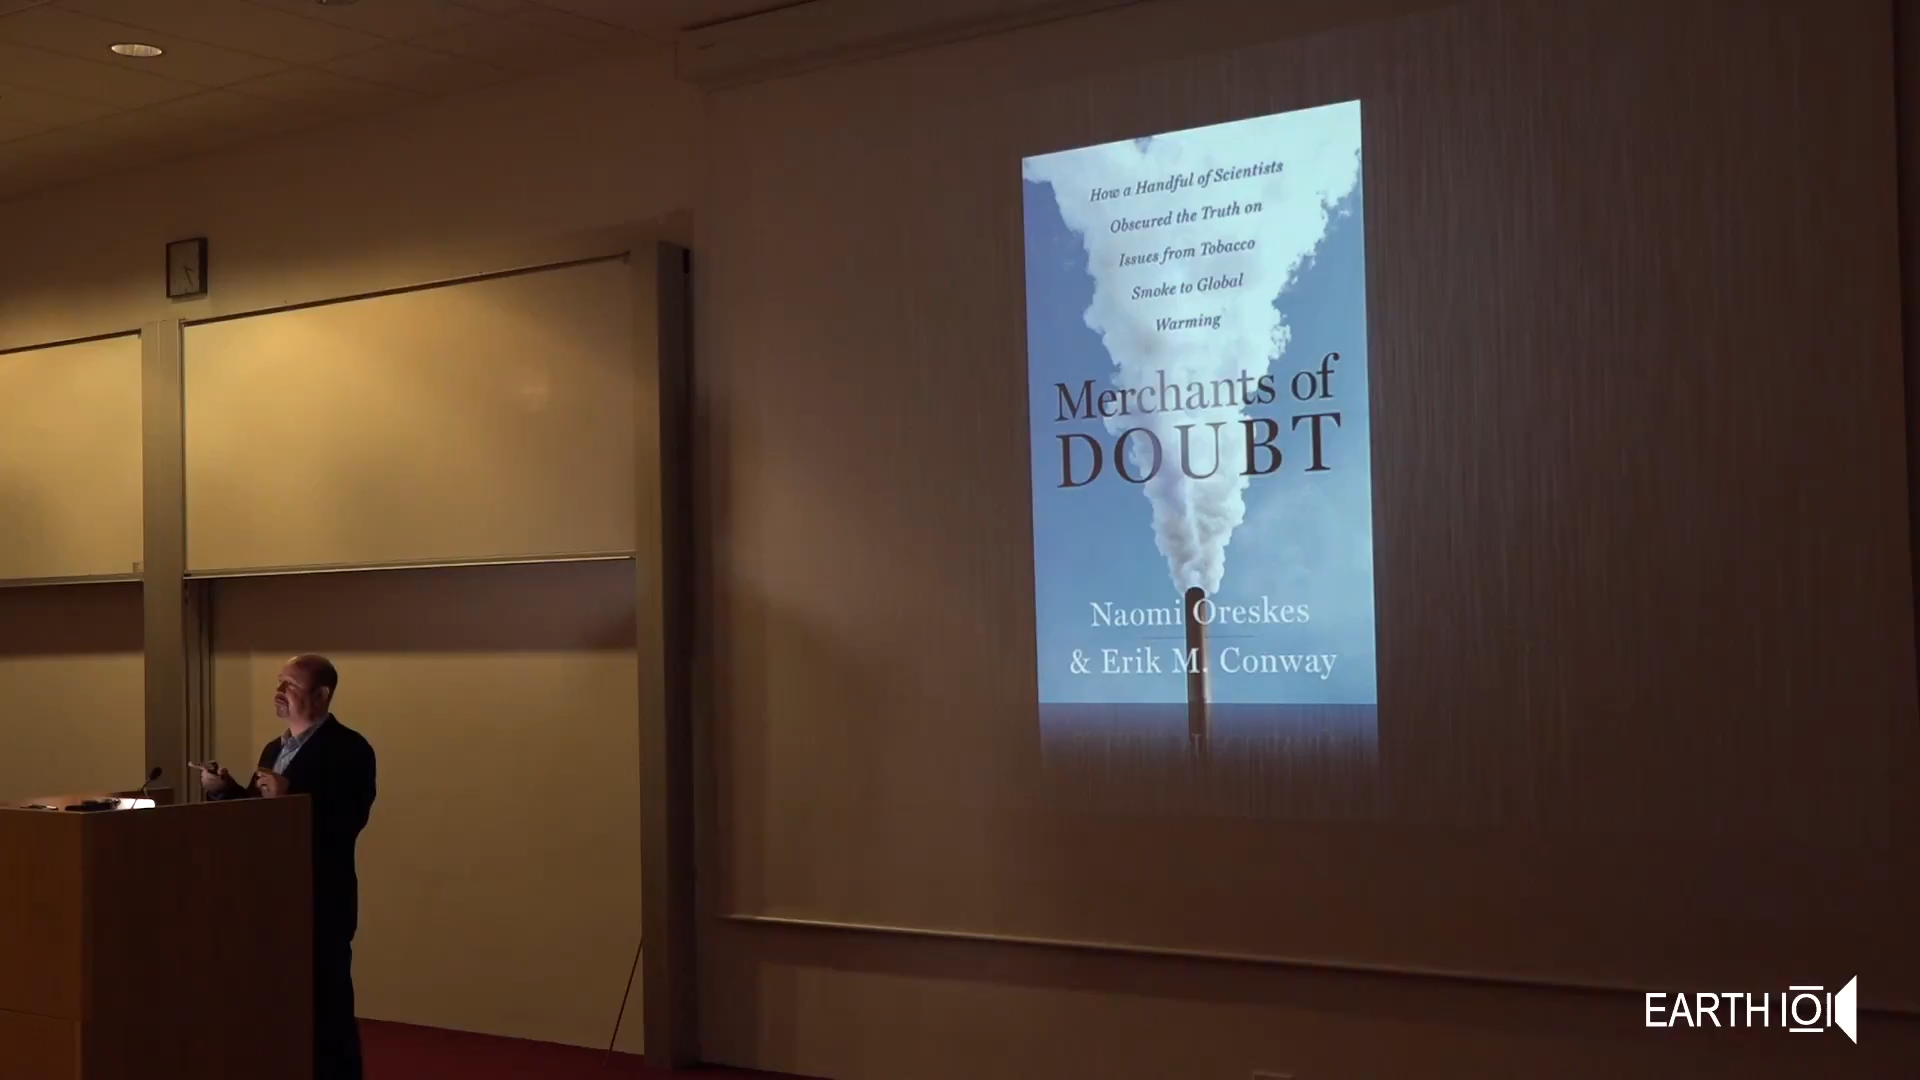 How a Handful of Scientists
Obscured the Truth on
Issues from Tobacco
Smoke to Global
Warming
Merchants of
DOUBT
Naomi Oreskes
& Erik M. Conway
EARTH 101